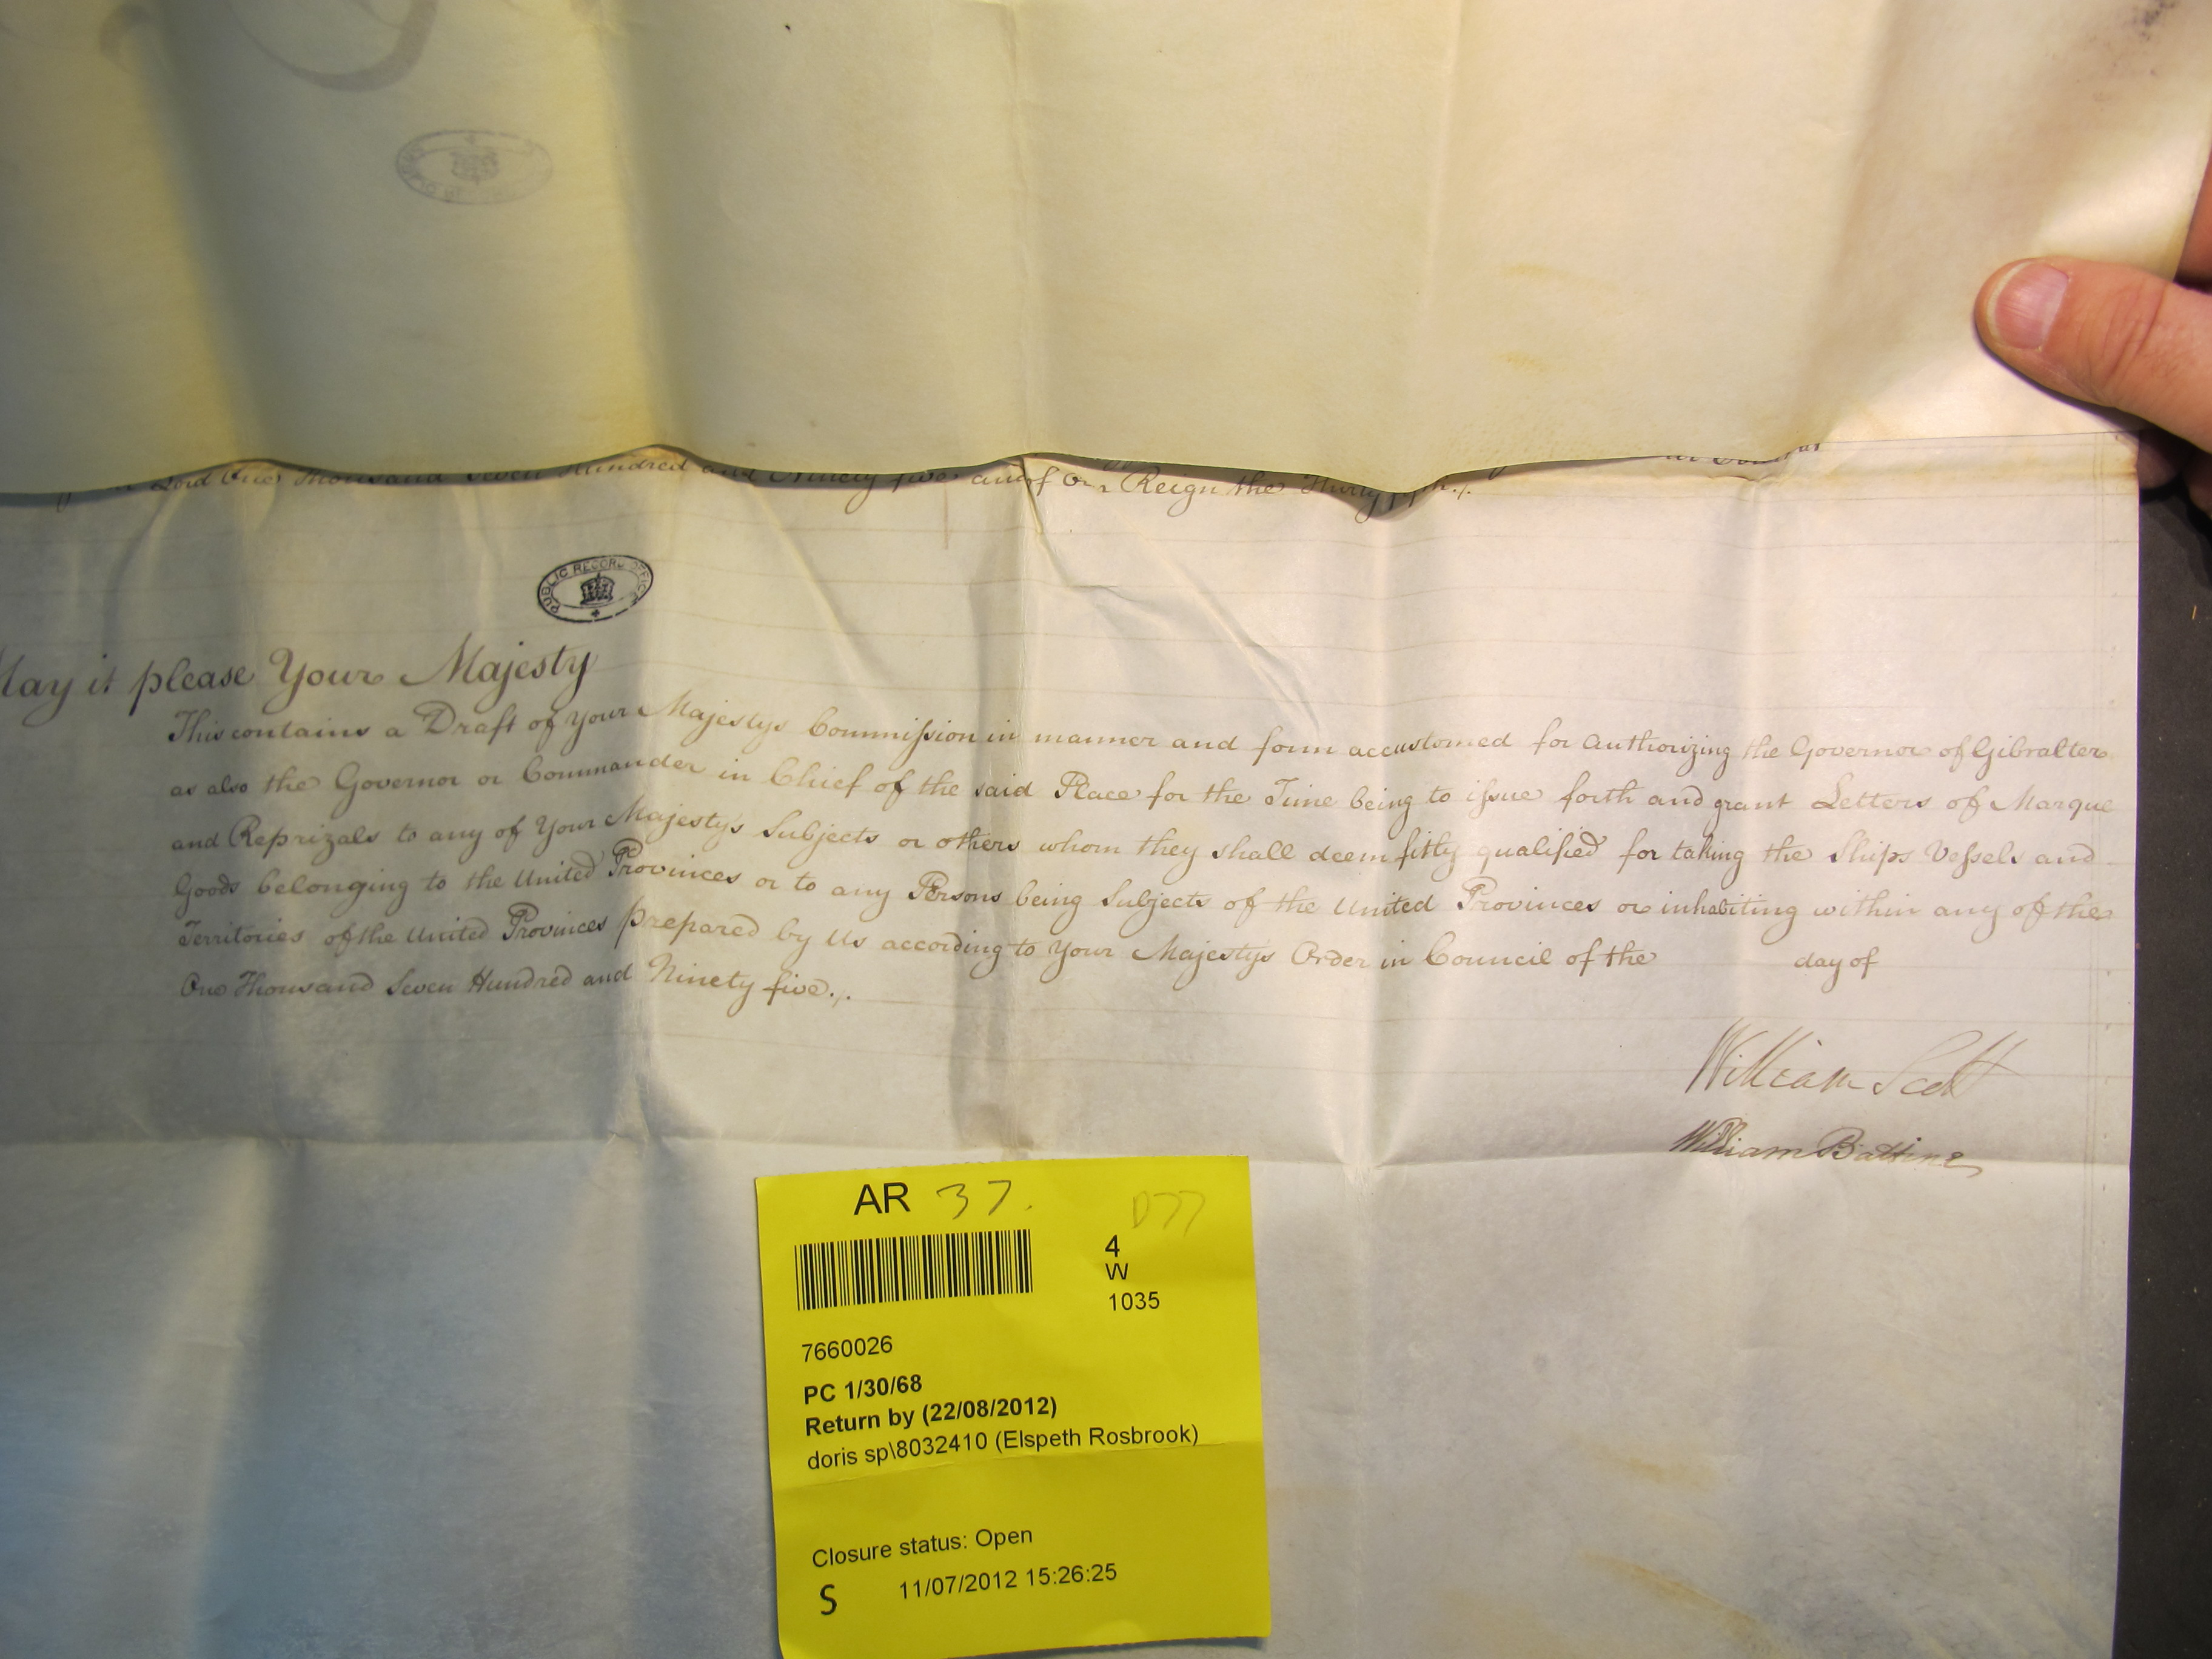 Lord One Thousand Seven Hundred and Ninety five and of Our Reign the Thirty fifth./.
PUBLIC RECORD OFFICE
May it please Your Majesty
This contains a Draft of Your Majestys Commission in manner and form accustomed for Authorizing the Governor of Gibralter
as also the Governor or Commander in Chief of the said Place for the Time being to issue forth and grant Letters of Marque
and Reprizals to any of Your Majesty's Subjects or others whom they shall deem fitly qualified for taking the Ships Vessels and
Goods belonging to the United Provinces or to any Persons being Subjects of the United Provinces or inhabiting within any of the
Territories of the United Provinces prepared by Us according to Your Majestys Order in Council of the day of
One Thousand Seven Hundred and Ninety five./.
William Scott
William Battine
AR 37.
D77
4
W
1035
7660026
PC 1/30/68
Return by (22/08/2012)
doris sp\8032410 (Elspeth Rosbrook)
Closure status: Open
S 11/07/2012 15:26:25